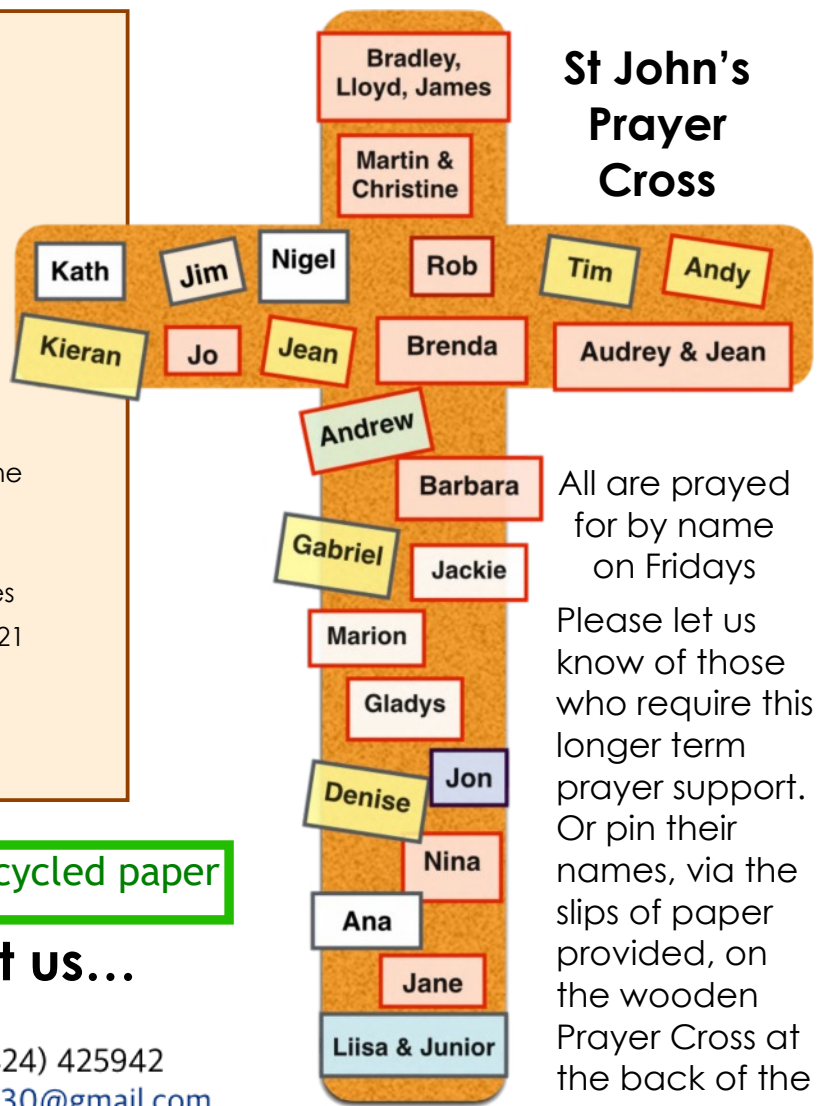 Bradley,
Lloyd, James
Martin &
Christine
St John’s
Prayer
Cross
Kath
Jim
Nigel
Rob
Tim
Andy
Kieran
Jo
Jean
Brenda
Audrey & Jean
Andrew
Barbara
Gabriel
Jackie
Marion
Gladys
Denise
Jon
Nina
Ana
Jane
Liisa & Junior
All are prayed
for by name
on Fridays
Please let us
know of those
who require this
longer term
prayer support.
Or pin their
names, via the
slips of paper
provided, on
the wooden
Prayer Cross at
the back of the
21
cycled paper
us…
24) 425942
30@gmail.com